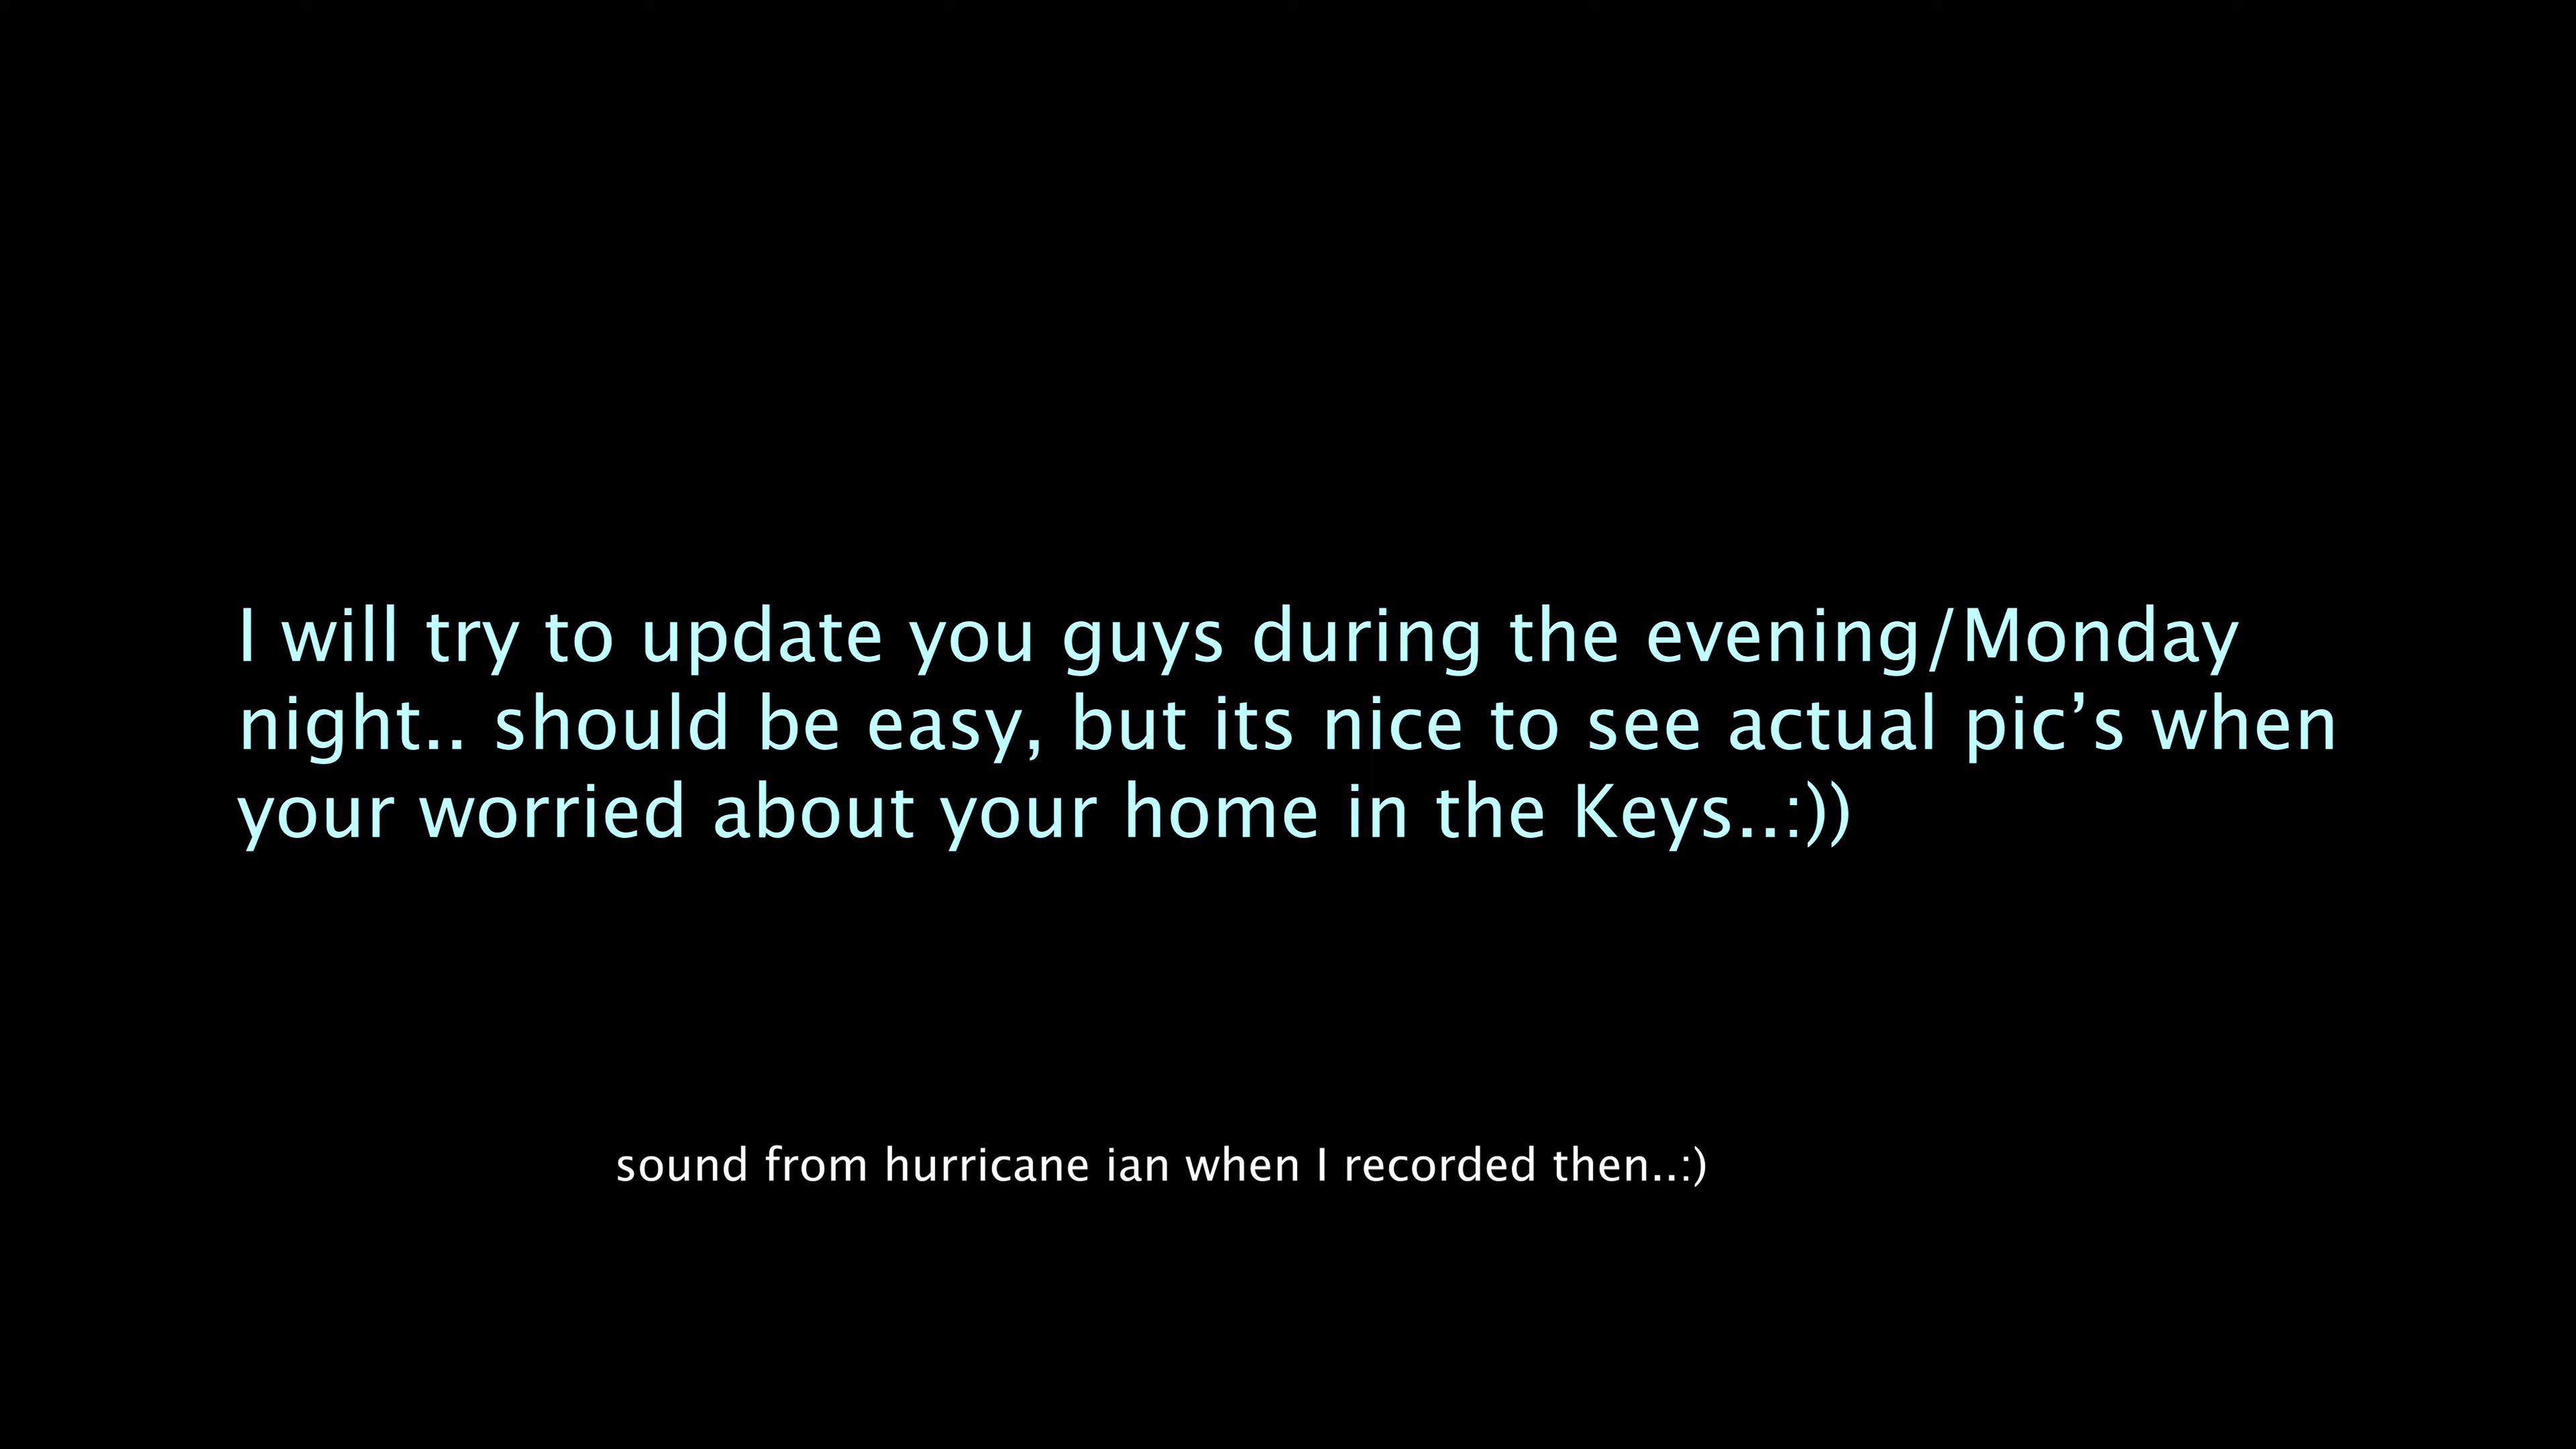 I will try to update you guys during the evening/Monday
night.. should be easy, but its nice to see actual pic’s when
your worried about your home in the Keys..:))
sound from hurricane ian when I recorded then..:)